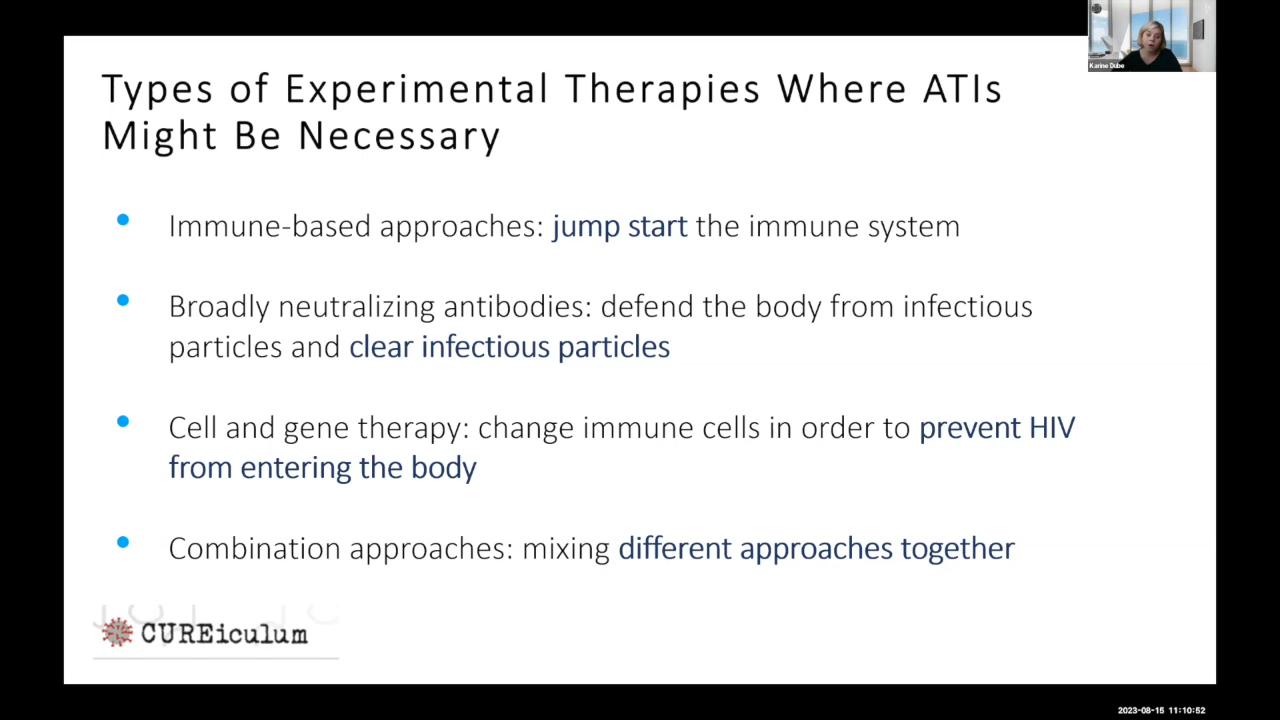 Karine Dube
Types of Experimental Therapies Where ATIs
Might Be Necessary
Immune-based approaches: jump start the immune system
Broadly neutralizing antibodies: defend the body from infectious
particles and clear infectious particles
Cell and gene therapy: change immune cells in order to prevent HIV
from entering the body
Combination approaches: mixing different approaches together
CUREiculum
2023-08-15 11:10:52